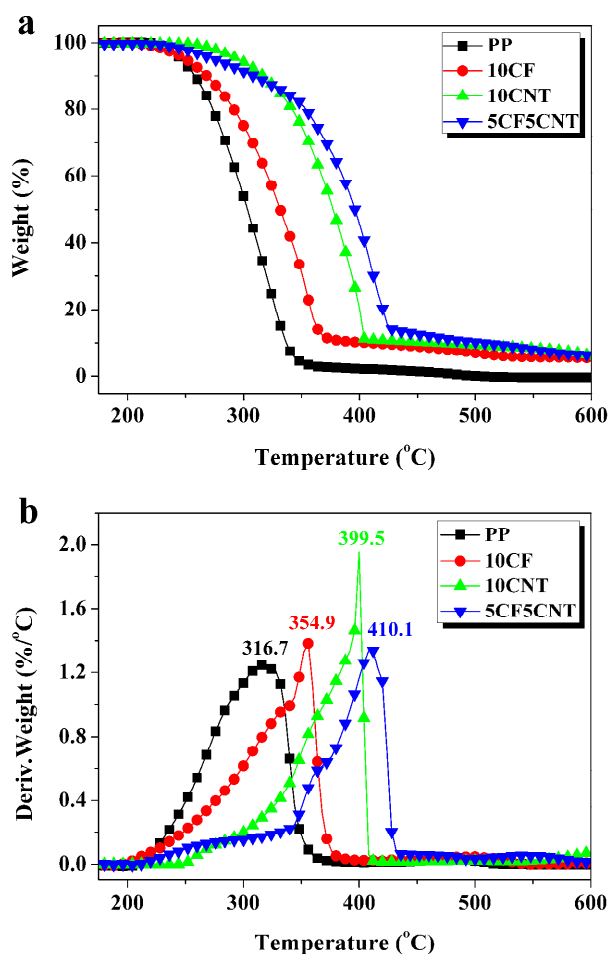 a
100
80
60
40
20
0
Weight (%)
PP
10CF
10CNT
5CF5CNT
200
300
400
500
600
Temperature (°C)
b
2.0
1.6
1.2
0.8
0.4
0.0
Deriv.Weight (%/°C)
PP
10CF
10CNT
5CF5CNT
399.5
354.9
410.1
316.7
200
300
400
500
600
Temperature (°C)